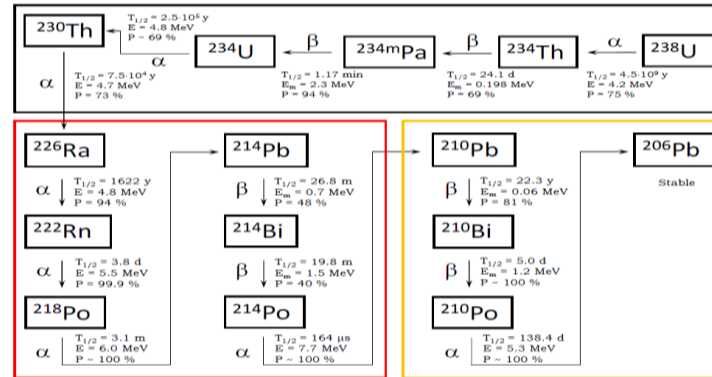 ²³⁰Th
T₁/₂ = 2.5·10⁵ y
E = 4.8 MeV
P ~ 69 %
α
²³⁴U
β
²³⁴ᵐPa
β
²³⁴Th
α
²³⁸U
α
T₁/₂ = 7.5·10⁴ y
E = 4.7 MeV
P = 73 %
T₁/₂ = 1.17 min
Eₘ = 2.3 MeV
P = 94 %
T₁/₂ = 24.1 d
Eₘ = 0.198 MeV
P = 69 %
T₁/₂ = 4.5·10⁹ y
E = 4.2 MeV
P = 75 %
²²⁶Ra
α
T₁/₂ = 1622 y
E = 4.8 MeV
P = 94 %
²²²Rn
α
T₁/₂ = 3.8 d
E = 5.5 MeV
P = 99.9 %
²¹⁸Po
α
T₁/₂ = 3.1 m
E = 6.0 MeV
P ~ 100 %
²¹⁴Pb
β
T₁/₂ = 26.8 m
Eₘ = 0.7 MeV
P = 48 %
²¹⁴Bi
β
T₁/₂ = 19.8 m
Eₘ = 1.5 MeV
P = 40 %
²¹⁴Po
α
T₁/₂ = 164 µs
E = 7.7 MeV
P ~ 100 %
²¹⁰Pb
β
T₁/₂ = 22.3 y
Eₘ = 0.06 MeV
P = 81 %
²¹⁰Bi
β
T₁/₂ = 5.0 d
Eₘ = 1.2 MeV
P ~ 100 %
²¹⁰Po
α
T₁/₂ = 138.4 d
E = 5.3 MeV
P ~ 100 %
²⁰⁶Pb
Stable